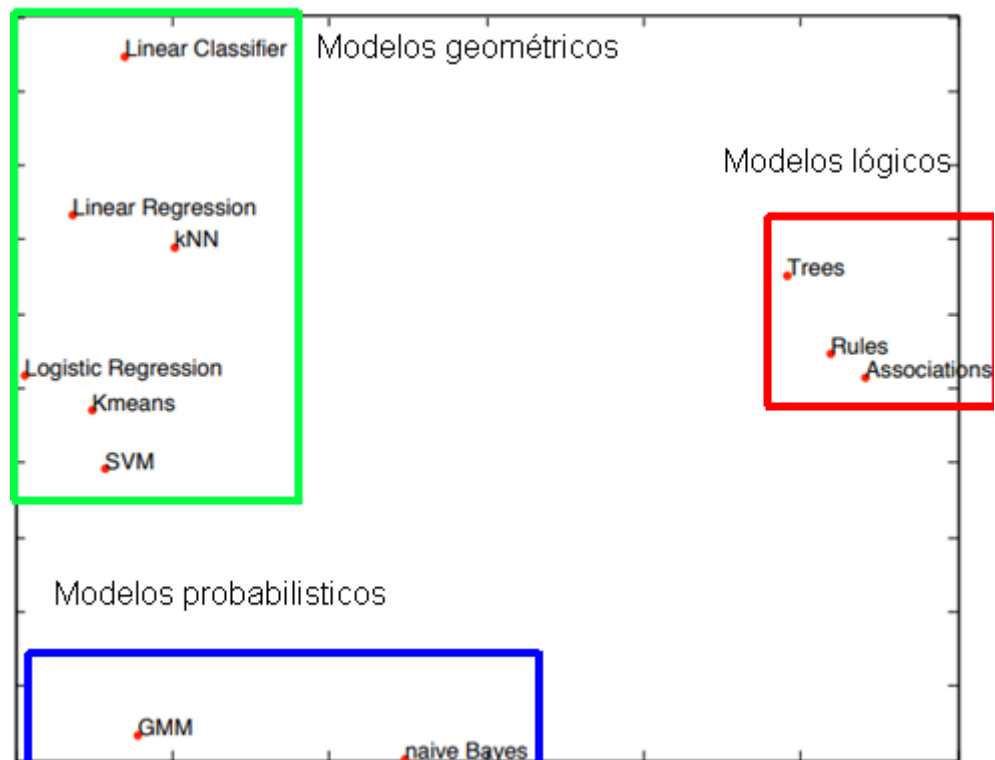 Linear Classifier
Modelos geométricos
Modelos lógicos
Linear Regression
kNN
Trees
Rules
Associations
Logistic Regression
Kmeans
SVM
Modelos probabilisticos
GMM
naive Bayes